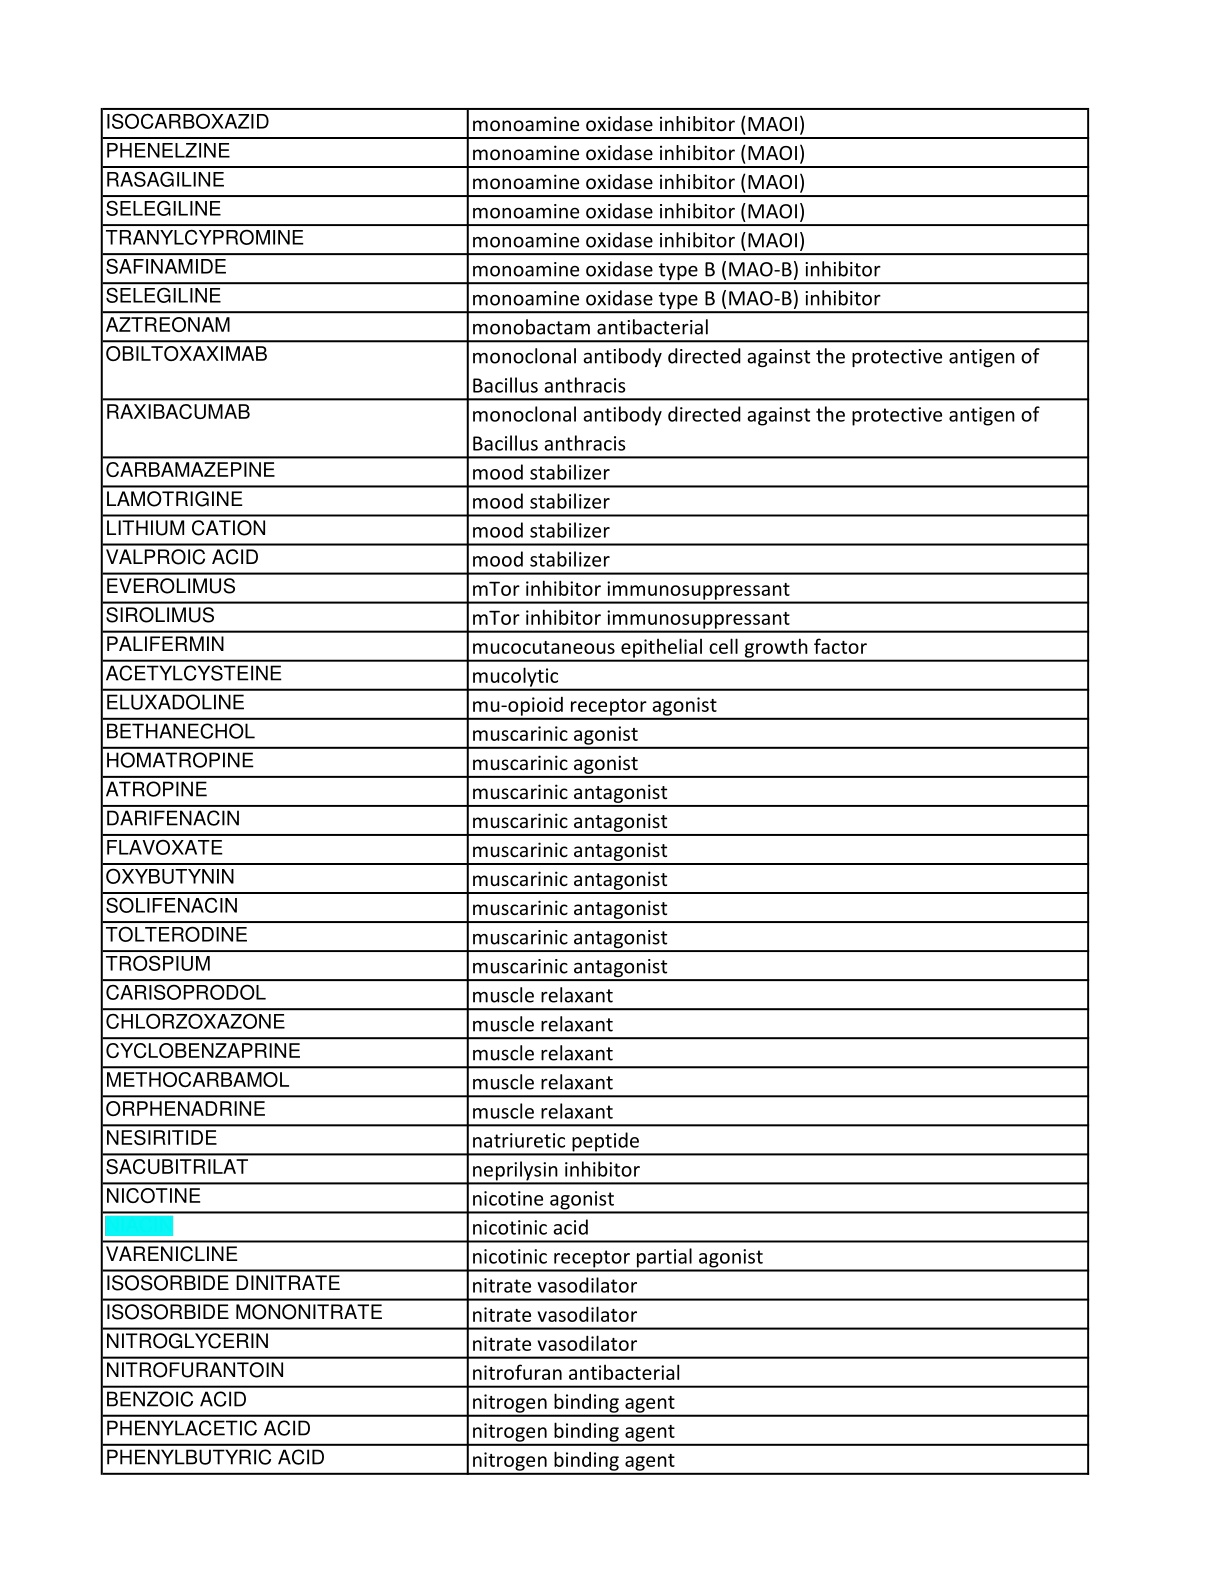 ISOCARBOXAZID monoamine oxidase inhibitor (MAOI)
PHENELZINE monoamine oxidase inhibitor (MAOI)
RASAGILINE monoamine oxidase inhibitor (MAOI)
SELEGILINE monoamine oxidase inhibitor (MAOI)
TRANYLCYPROMINE monoamine oxidase inhibitor (MAOI)
SAFINAMIDE monoamine oxidase type B (MAO-B) inhibitor
SELEGILINE monoamine oxidase type B (MAO-B) inhibitor
AZTREONAM monobactam antibacterial
OBILTOXAXIMAB monoclonal antibody directed against the protective antigen of
Bacillus anthracis
RAXIBACUMAB monoclonal antibody directed against the protective antigen of
Bacillus anthracis
CARBAMAZEPINE mood stabilizer
LAMOTRIGINE mood stabilizer
LITHIUM CATION mood stabilizer
VALPROIC ACID mood stabilizer
EVEROLIMUS mTor inhibitor immunosuppressant
SIROLIMUS mTor inhibitor immunosuppressant
PALIFERMIN mucocutaneous epithelial cell growth factor
ACETYLCYSTEINE mucolytic
ELUXADOLINE mu-opioid receptor agonist
BETHANECHOL muscarinic agonist
HOMATROPINE muscarinic agonist
ATROPINE muscarinic antagonist
DARIFENACIN muscarinic antagonist
FLAVOXATE muscarinic antagonist
OXYBUTYNIN muscarinic antagonist
SOLIFENACIN muscarinic antagonist
TOLTERODINE muscarinic antagonist
TROSPIUM muscarinic antagonist
CARISOPRODOL muscle relaxant
CHLORZOXAZONE muscle relaxant
CYCLOBENZAPRINE muscle relaxant
METHOCARBAMOL muscle relaxant
ORPHENADRINE muscle relaxant
NESIRITIDE natriuretic peptide
SACUBITRILAT neprilysin inhibitor
NICOTINE nicotine agonist
nicotinic acid
VARENICLINE nicotinic receptor partial agonist
ISOSORBIDE DINITRATE nitrate vasodilator
ISOSORBIDE MONONITRATE nitrate vasodilator
NITROGLYCERIN nitrate vasodilator
NITROFURANTOIN nitrofuran antibacterial
BENZOIC ACID nitrogen binding agent
PHENYLACETIC ACID nitrogen binding agent
PHENYLBUTYRIC ACID nitrogen binding agent